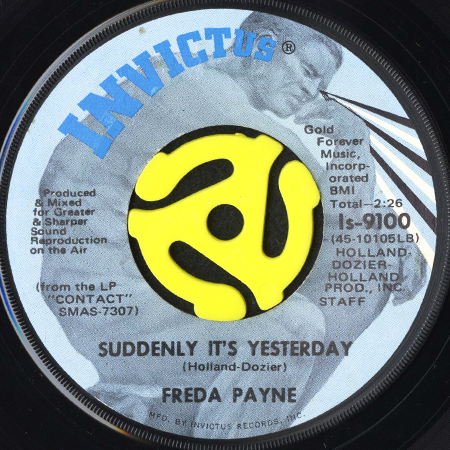 INVICTUS®
Gold
Forever
Music,
Incorp-
orated
BMI
Total–2:26
Is-9100
(45-10105LB)
HOLLAND-
DOZIER-
HOLLAND
PROD., INC.
STAFF
Produced
& Mixed
for Greater
& Sharper
Sound
Reproduction
on the Air
(from the LP
"CONTACT"
SMAS-7307)
SUDDENLY IT'S YESTERDAY
(Holland-Dozier)
FREDA PAYNE
MFD. BY INVICTUS RECORDS, INC.